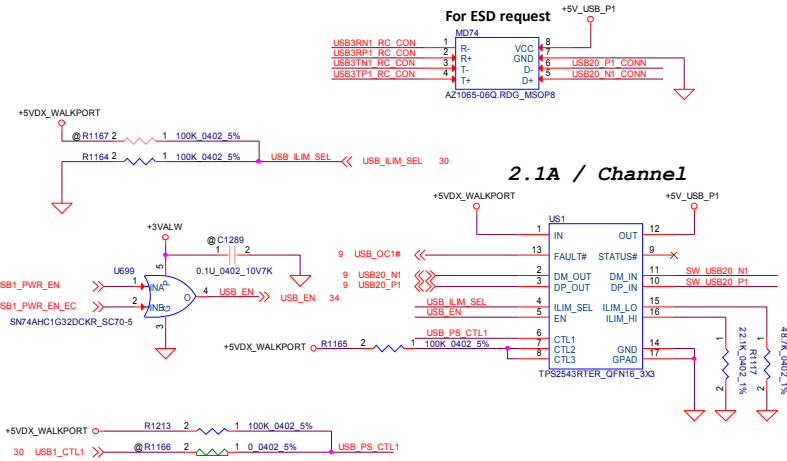 For ESD request
+5V_USB_P1
MD74
USB3RN1_RC_CON 1 R- VCC 8
USB3RP1_RC_CON 2 R+ GND 7
USB3TN1_RC_CON 3 T- D- 6 USB20_P1_CONN
USB3TP1_RC_CON 4 T+ D+ 5 USB20_N1_CONN
AZ1065-06Q.RDG_MSOP8
+5VDX_WALKPORT
@R1167 2 1 100K_0402_5%
R1164 2 1 100K_0402_5% USB_ILIM_SEL USB_ILIM_SEL 30
2.1A / Channel
+5VDX_WALKPORT +5V_USB_P1
US1
1 IN OUT 12
9 USB_OC1# 13 FAULT# STATUS# 9
9 USB20_N1 2 DM_OUT DM_IN 11 SW_USB20_N1
9 USB20_P1 3 DP_OUT DP_IN 10 SW_USB20_P1
USB_ILIM_SEL 4 ILIM_SEL ILIM_LO 15
USB_EN 5 EN ILIM_HI 16
USB_PS_CTL1 6 CTL1
7 CTL2 GND 14
8 CTL3 GPAD 17
TPS2543RTER_QFN16_3X3
+5VDX_WALKPORT R1165 2 1 100K_0402_5%
1 R1117 2 22.1K_0402_1%
1 2 48.7K_0402_1%
+3VALW
@C1289
1 2
0.1U_0402_10V7K
U699
5
SB1_PWR_EN 1 INA P
O 4 USB_EN USB_EN 34
SB1_PWR_EN_EC 2 INB G
3
SN74AHC1G32DCKR_SC70-5
+5VDX_WALKPORT R1213 2 1 100K_0402_5%
30 USB1_CTL1 @R1166 2 1 0_0402_5% USB_PS_CTL1